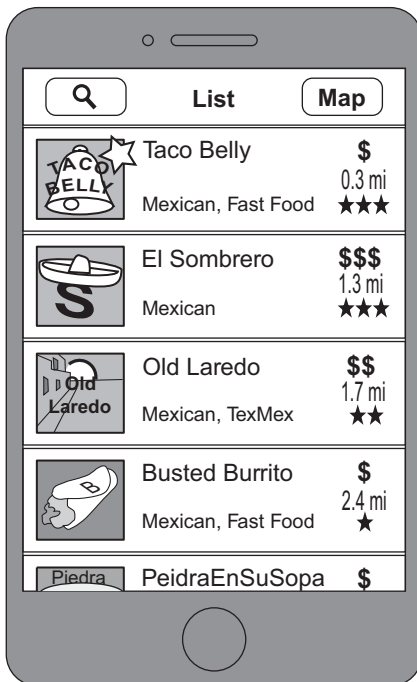 List
Map
TACO
BELLY
Taco Belly
$
0.3 mi
Mexican, Fast Food
★★★
S
El Sombrero
$$$
1.3 mi
Mexican
★★★
Old
Laredo
Old Laredo
$$
1.7 mi
Mexican, TexMex
★★
B
Busted Burrito
$
2.4 mi
Mexican, Fast Food
★
Piedra
PeidraEnSuSopa
$